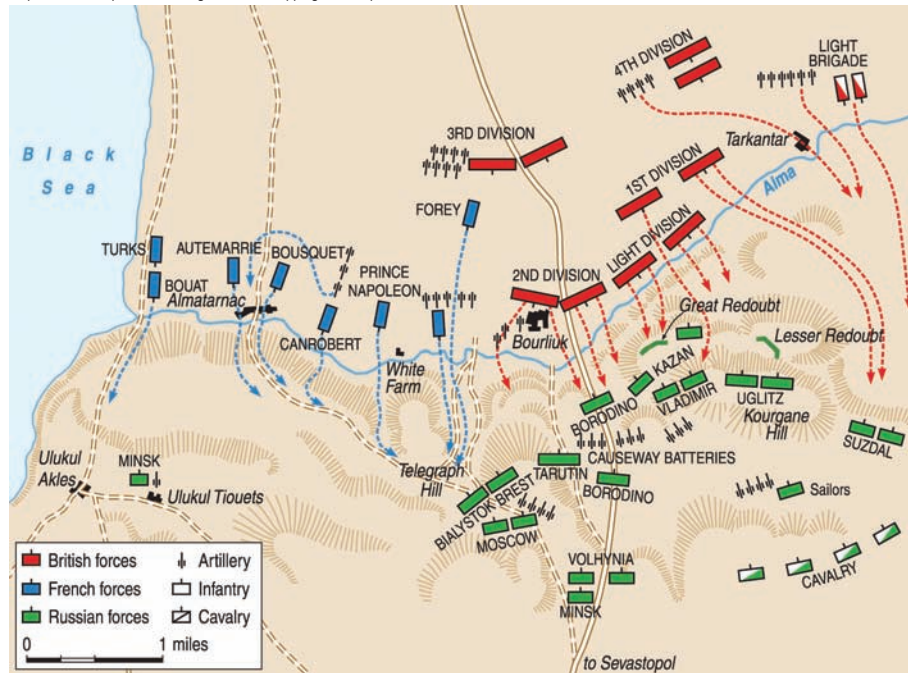 4TH DIVISION
LIGHT
BRIGADE
3RD DIVISION
Tarkantar
Black
Sea
1ST DIVISION
Alma
FOREY
LIGHT DIVISION
TURKS
AUTEMARRIE
BOUSQUET
PRINCE
NAPOLEON
2ND DIVISION
BOUAT
Almatarnac
Great Redoubt
CANROBERT
Bourliuk
Lesser Redoubt
White
Farm
KAZAN
VLADIMIR
UGLITZ
Kourgane
Hill
BORODINO
SUZDAL
Telegraph
Hill
CAUSEWAY BATTERIES
TARUTIN
Ulukul
Akles
MINSK
Ulukul Tiouets
BORODINO
Sailors
BIALYSTOK
BREST
MOSCOW
VOLHYNIA
CAVALRY
MINSK
British forces
Artillery
French forces
Infantry
Russian forces
Cavalry
0
1
miles
to Sevastopol